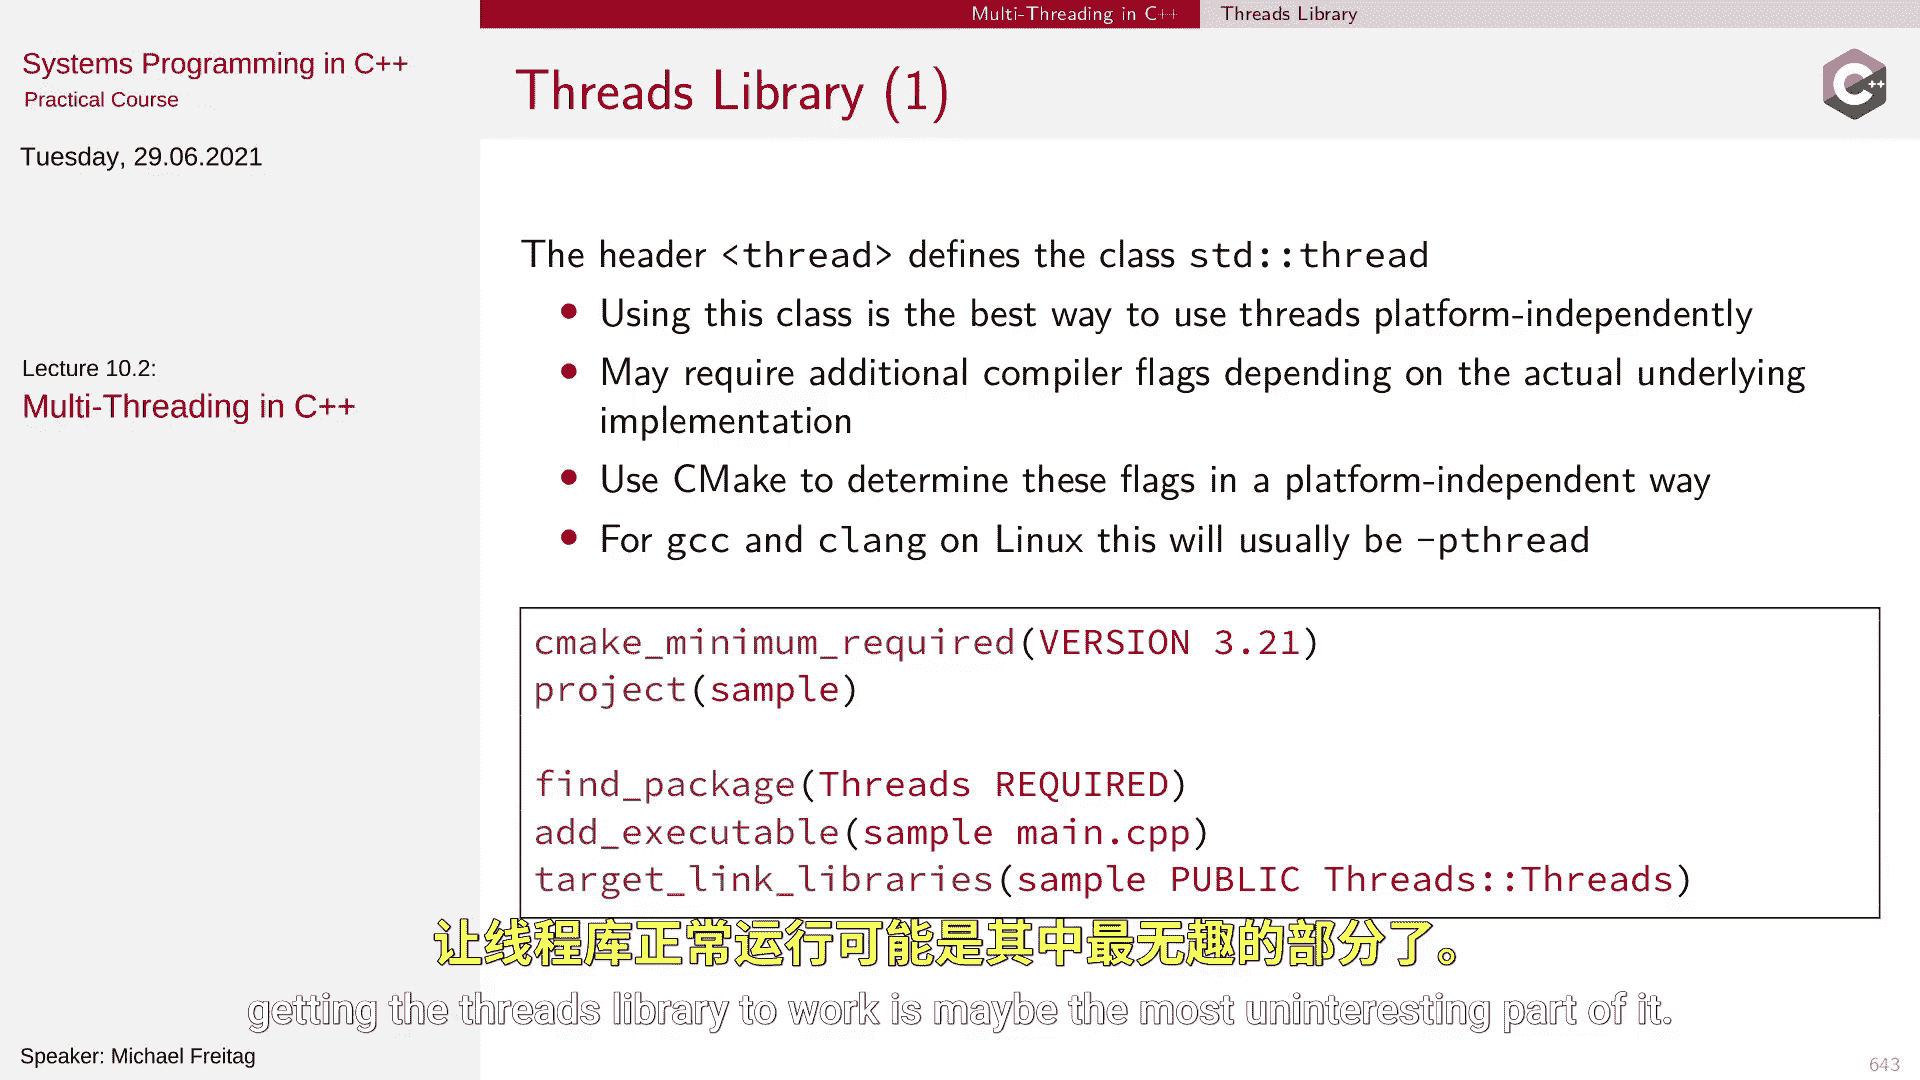 Multi-Threading in C++ Threads Library
Systems Programming in C++
Practical Course
Tuesday, 29.06.2021
Lecture 10.2:
Multi-Threading in C++
Threads Library (1)
C++
The header <thread> defines the class std::thread
• Using this class is the best way to use threads platform-independently
• May require additional compiler flags depending on the actual underlying
implementation
• Use CMake to determine these flags in a platform-independent way
• For gcc and clang on Linux this will usually be -pthread
cmake_minimum_required(VERSION 3.21)
project(sample)
find_package(Threads REQUIRED)
add_executable(sample main.cpp)
target_link_libraries(sample PUBLIC Threads::Threads)
让线程库正常运行可能是其中最无趣的部分了。
getting the threads library to work is maybe the most uninteresting part of it.
Speaker: Michael Freitag
643